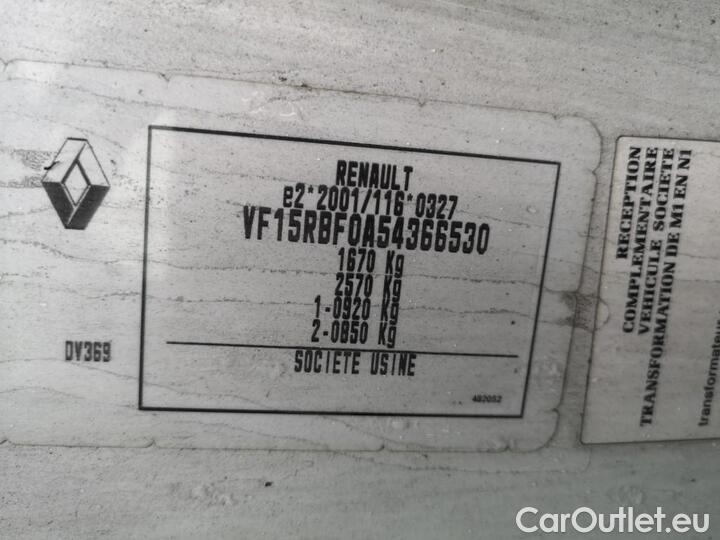 RENAULT
e2*2001/116*0327
VF15RBF0A54366530
1670 Kg
2570 Kg
1-0920 Kg
2-0850 Kg
SOCIETE USINE
482052
DV369
RECEPTION
COMPLEMENTAIRE
VEHICULE SOCIETE
TRANSFORMATION DE M1 EN N1
transformateur
CarOutlet.eu